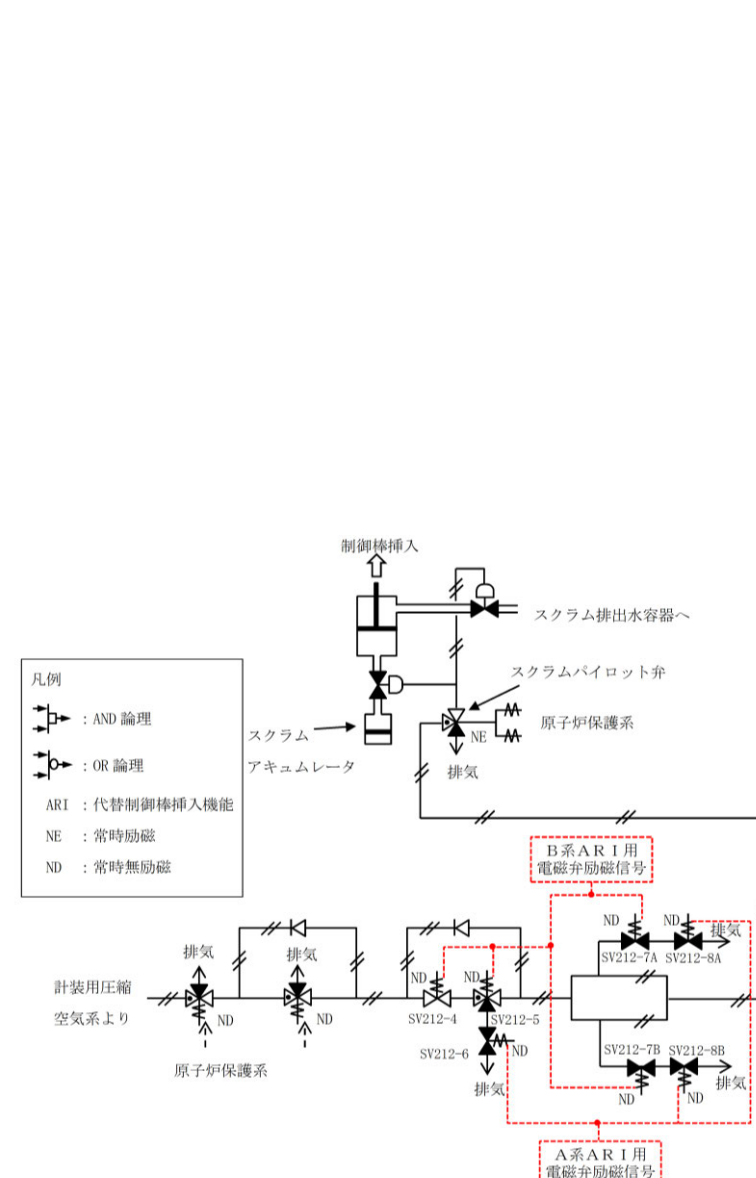 制御棒挿入
スクラム排出水容器へ
スクラムパイロット弁
原子炉保護系
NE
排気
スクラム
アキュムレータ
凡例
：AND 論理
：OR 論理
ARI ：代替制御棒挿入機能
NE ：常時励磁
ND ：常時無励磁
B系ARI用
電磁弁励磁信号
ND
ND
排気
SV212-7A
SV212-8A
排気
排気
計装用圧縮
空気系より
ND
ND
原子炉保護系
ND
ND
SV212-4
SV212-5
SV212-6
ND
排気
SV212-7B
SV212-8B
排気
ND
ND
A系ARI用
電磁弁励磁信号